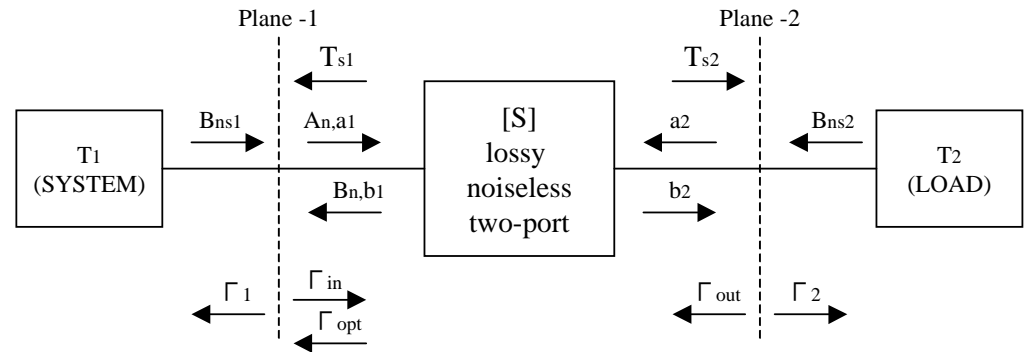 Plane -1
Plane -2
Ts1
Ts2
Bns1
An,a1
a2
Bns2
[S]
lossy
noiseless
two-port
T1
(SYSTEM)
T2
(LOAD)
Bn,b1
b2
Γ1
Γin
Γopt
Γout
Γ2